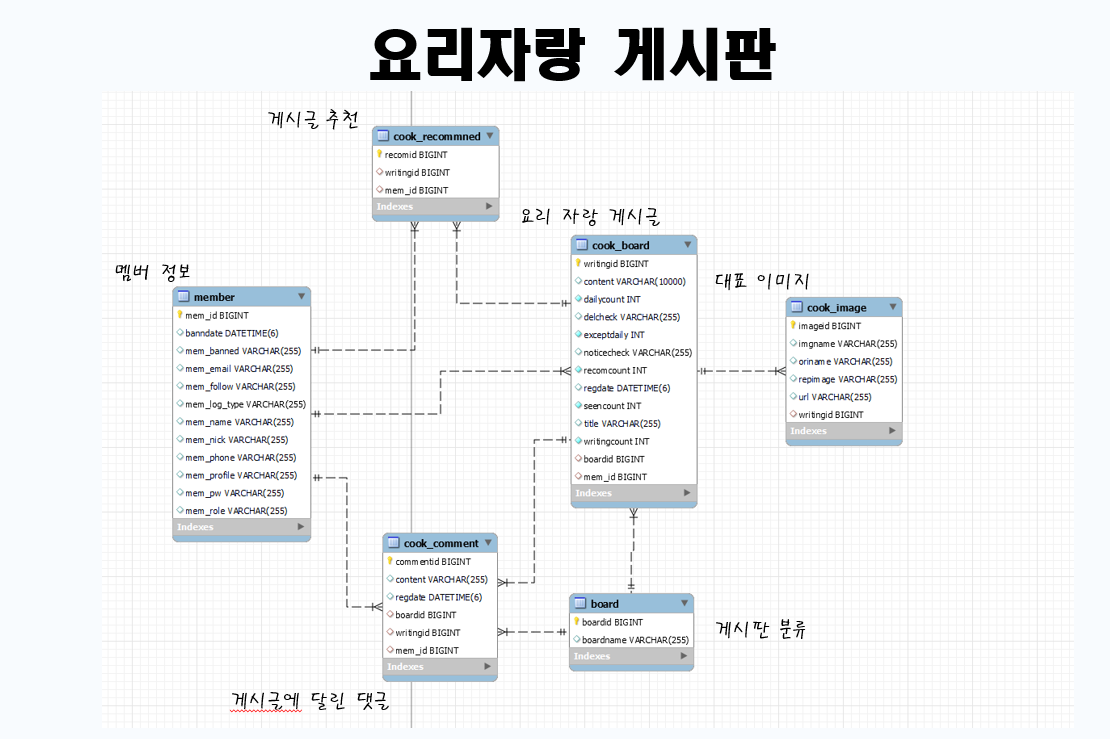 요리자랑 게시판
게시글 추천
cook_recommned
recomid BIGINT
writingid BIGINT
mem_id BIGINT
Indexes
요리 자랑 게시글
cook_board
writingid BIGINT
content VARCHAR(10000)
dailycount INT
delcheck VARCHAR(255)
exceptdaily INT
noticecheck VARCHAR(255)
recomcount INT
regdate DATETIME(6)
seencount INT
title VARCHAR(255)
writingcount INT
boardid BIGINT
mem_id BIGINT
Indexes
멤버 정보
member
mem_id BIGINT
banndate DATETIME(6)
mem_banned VARCHAR(255)
mem_email VARCHAR(255)
mem_follow VARCHAR(255)
mem_log_type VARCHAR(255)
mem_name VARCHAR(255)
mem_nick VARCHAR(255)
mem_phone VARCHAR(255)
mem_profile VARCHAR(255)
mem_pw VARCHAR(255)
mem_role VARCHAR(255)
Indexes
대표 이미지
cook_image
imageid BIGINT
imgname VARCHAR(255)
oriname VARCHAR(255)
repimage VARCHAR(255)
url VARCHAR(255)
writingid BIGINT
Indexes
cook_comment
commentid BIGINT
content VARCHAR(255)
regdate DATETIME(6)
boardid BIGINT
writingid BIGINT
mem_id BIGINT
Indexes
게시글에 달린 댓글
board
boardid BIGINT
boardname VARCHAR(255)
Indexes
게시판 분류